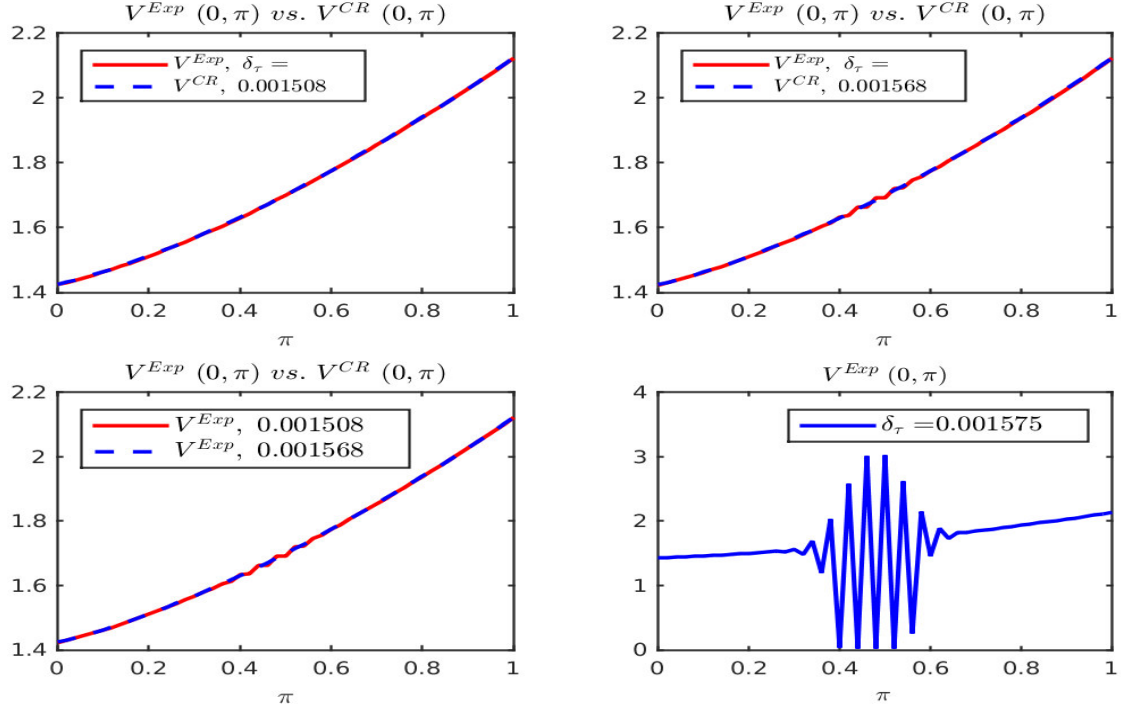 V^{Exp} (0, π) vs. V^{CR} (0, π)
2.2
2
1.8
1.6
1.4
V^{Exp}, δ_τ =
V^{CR}, 0.001508
0 0.2 0.4 0.6 0.8 1
π
V^{Exp} (0, π) vs. V^{CR} (0, π)
2.2
2
1.8
1.6
1.4
V^{Exp}, δ_τ =
V^{CR}, 0.001568
0 0.2 0.4 0.6 0.8 1
π
V^{Exp} (0, π) vs. V^{CR} (0, π)
2.2
2
1.8
1.6
1.4
V^{Exp}, 0.001508
V^{Exp}, 0.001568
0 0.2 0.4 0.6 0.8 1
π
V^{Exp} (0, π)
4
3
2
1
0
δ_τ =0.001575
0 0.2 0.4 0.6 0.8 1
π